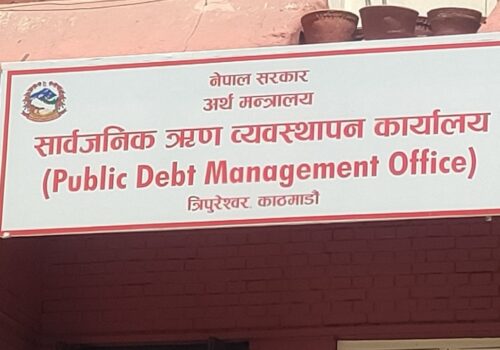 नेपाल सरकार
अर्थ मन्त्रालय
सार्वजनिक ऋण व्यवस्थापन कार्यालय
(Public Debt Management Office)
त्रिपुरेश्वर, काठमाडौं